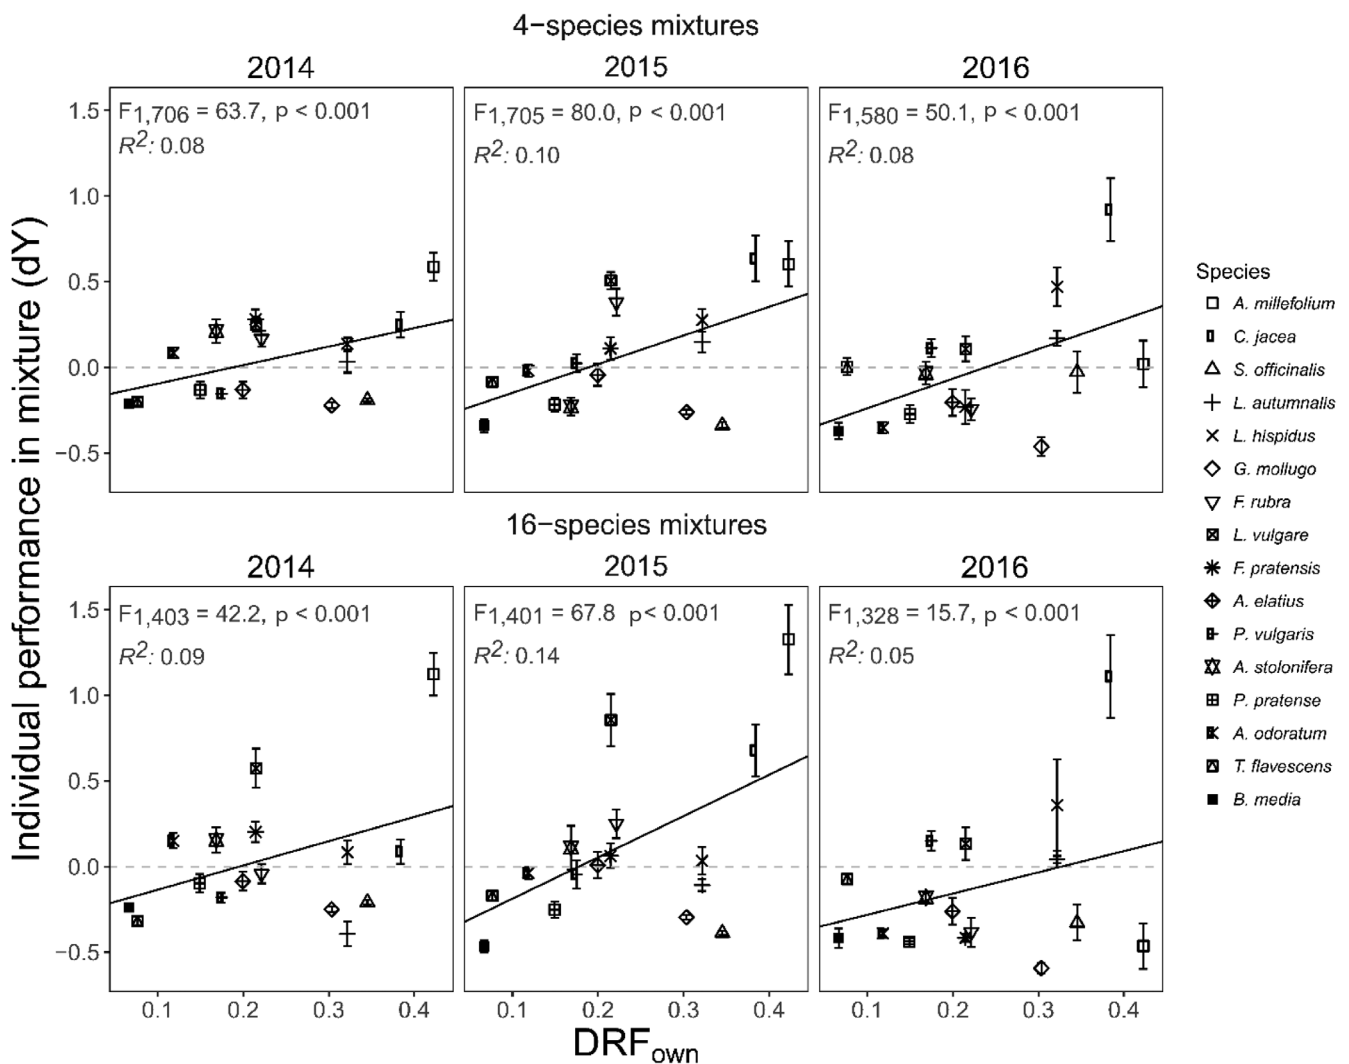 4−species mixtures
2014
2015
2016
F1,706 = 63.7, p < 0.001
R2: 0.08
F1,705 = 80.0, p < 0.001
R2: 0.10
F1,580 = 50.1, p < 0.001
R2: 0.08
1.5
1.0
0.5
0.0
−0.5
16−species mixtures
2014
2015
2016
F1,403 = 42.2, p < 0.001
R2: 0.09
F1,401 = 67.8 p< 0.001
R2: 0.14
F1,328 = 15.7, p < 0.001
R2: 0.05
1.5
1.0
0.5
0.0
−0.5
0.1 0.2 0.3 0.4
0.1 0.2 0.3 0.4
0.1 0.2 0.3 0.4
DRFown
Individual performance in mixture (dY)
Species
A. millefolium
C. jacea
S. officinalis
L. autumnalis
L. hispidus
G. mollugo
F. rubra
L. vulgare
F. pratensis
A. elatius
P. vulgaris
A. stolonifera
P. pratense
A. odoratum
T. flavescens
B. media